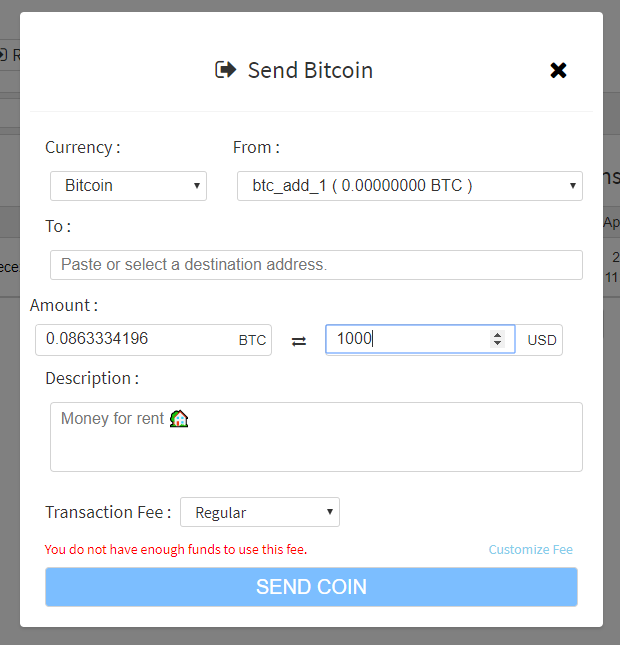 Send Bitcoin
Currency : From :
Bitcoin btc_add_1 ( 0.00000000 BTC )
To :
Paste or select a destination address.
Amount :
0.0863334196 BTC 1000 USD
Description :
Money for rent 🏠
Transaction Fee : Regular
You do not have enough funds to use this fee. Customize Fee
SEND COIN